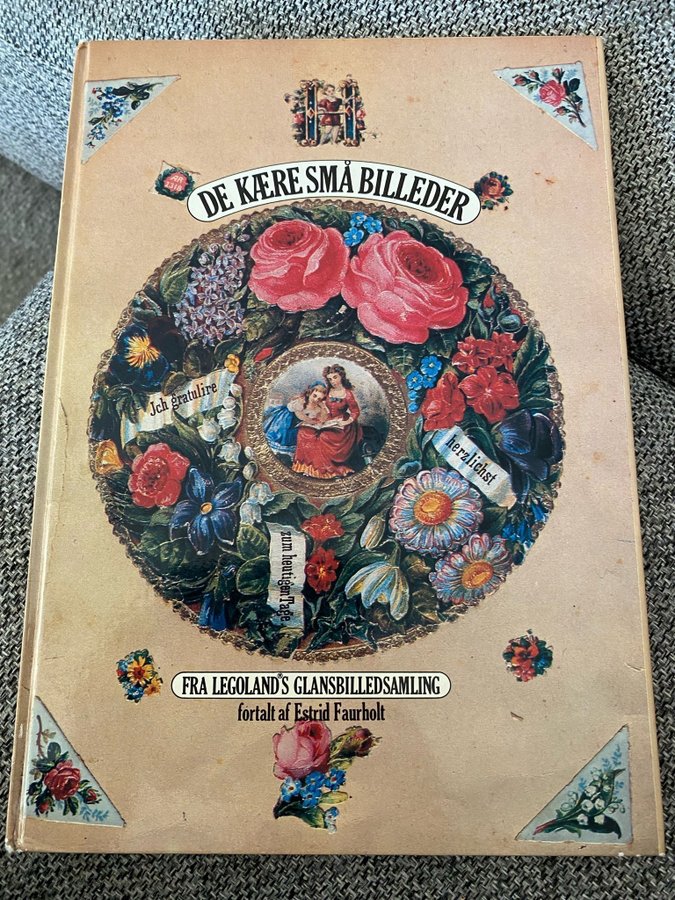 H
DE KÆRE SMÅ BILLEDER
Jch gratulire
herzlichst
zum heutigen Tage
FRA LEGOLAND®S GLANSBILLEDSAMLING
fortalt af Estrid Faurholt